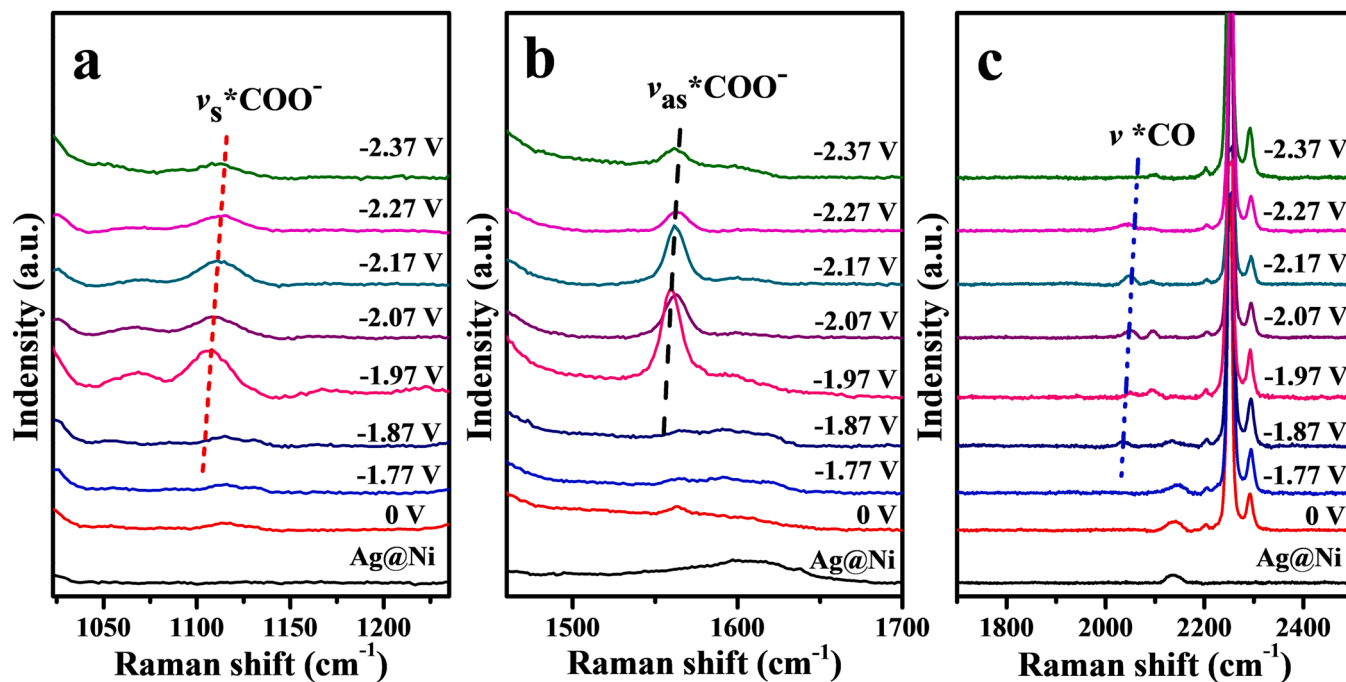 a
νs*COO⁻
-2.37 V
-2.27 V
-2.17 V
-2.07 V
-1.97 V
-1.87 V
-1.77 V
0 V
Ag@Ni
Indensity (a.u.)
1050 1100 1150 1200
Raman shift (cm⁻¹)
b
νas*COO⁻
-2.37 V
-2.27 V
-2.17 V
-2.07 V
-1.97 V
-1.87 V
-1.77 V
0 V
Ag@Ni
Indensity (a.u.)
1500 1600 1700
Raman shift (cm⁻¹)
c
ν *CO
-2.37 V
-2.27 V
-2.17 V
-2.07 V
-1.97 V
-1.87 V
-1.77 V
0 V
Ag@Ni
Indensity (a.u.)
1800 2000 2200 2400
Raman shift (cm⁻¹)